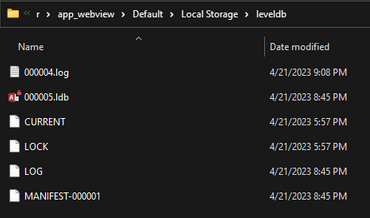 « r › app_webview › Default › Local Storage › leveldb
Name Date modified
000004.log 4/21/2023 9:08 PM
000005.ldb 4/21/2023 8:45 PM
CURRENT 4/21/2023 5:57 PM
LOCK 4/21/2023 5:57 PM
LOG 4/21/2023 8:45 PM
MANIFEST-000001 4/21/2023 8:45 PM